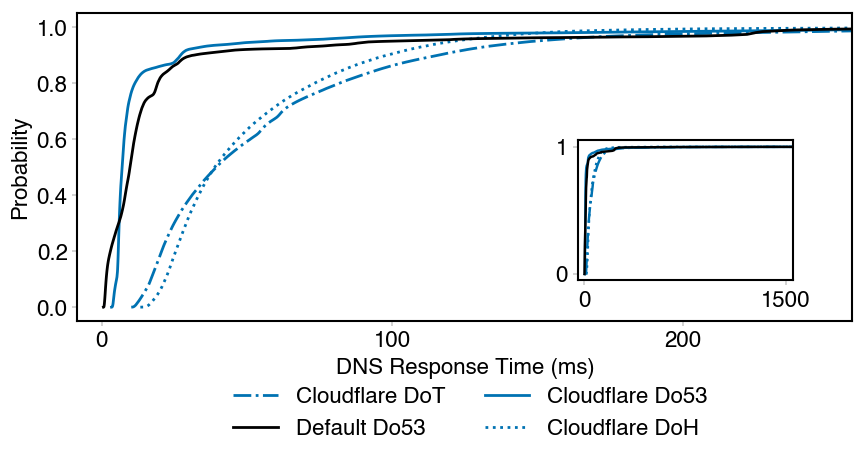 1.0
0.8
0.6
0.4
0.2
0.0
Probability
0 100 200
DNS Response Time (ms)
1
0
0 1500
Cloudflare DoT Cloudflare Do53
Default Do53 Cloudflare DoH